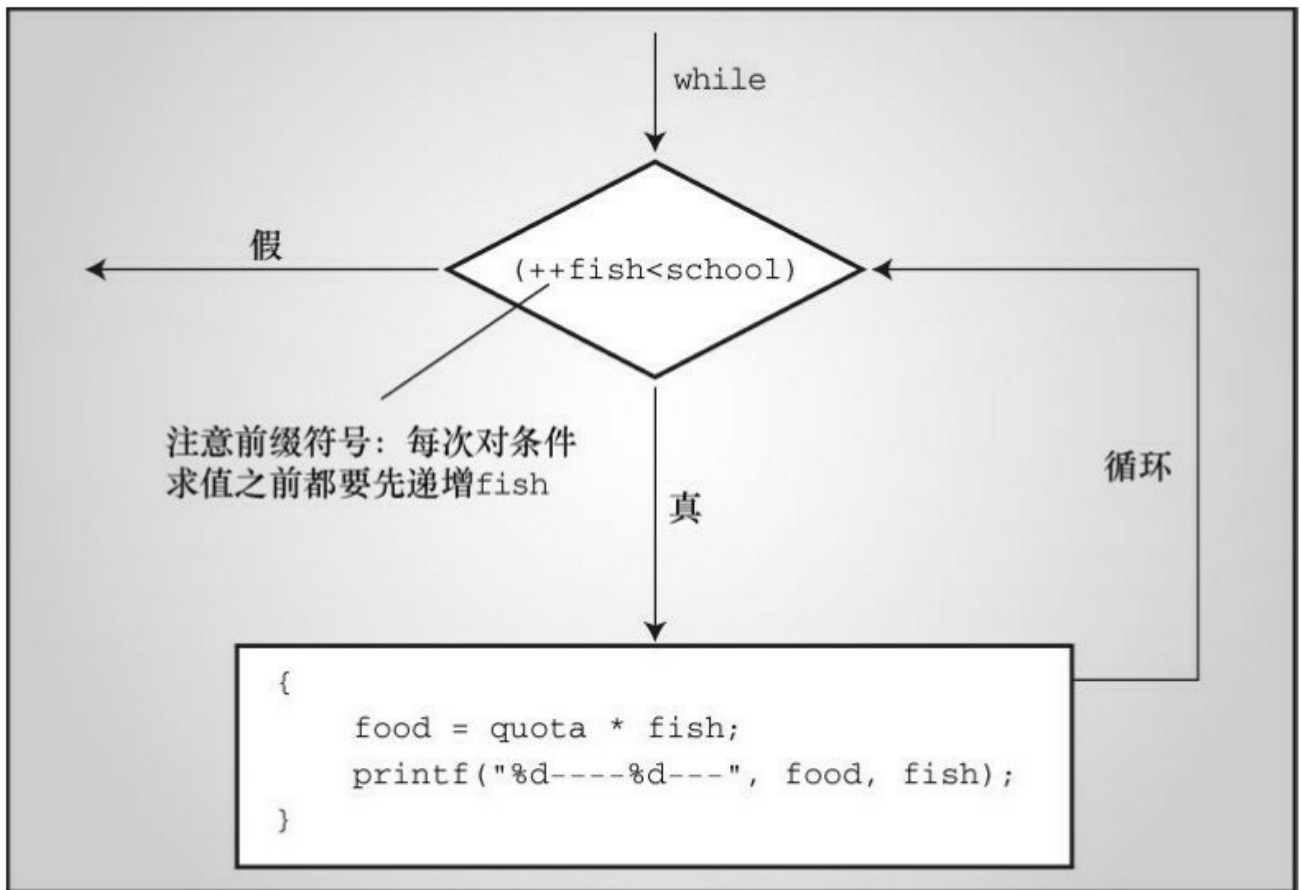 while
假
(++fish<school)
注意前缀符号：每次对条件
求值之前都要先递增fish
真
循环
{
food = quota * fish;
printf("%d----%d---", food, fish);
}